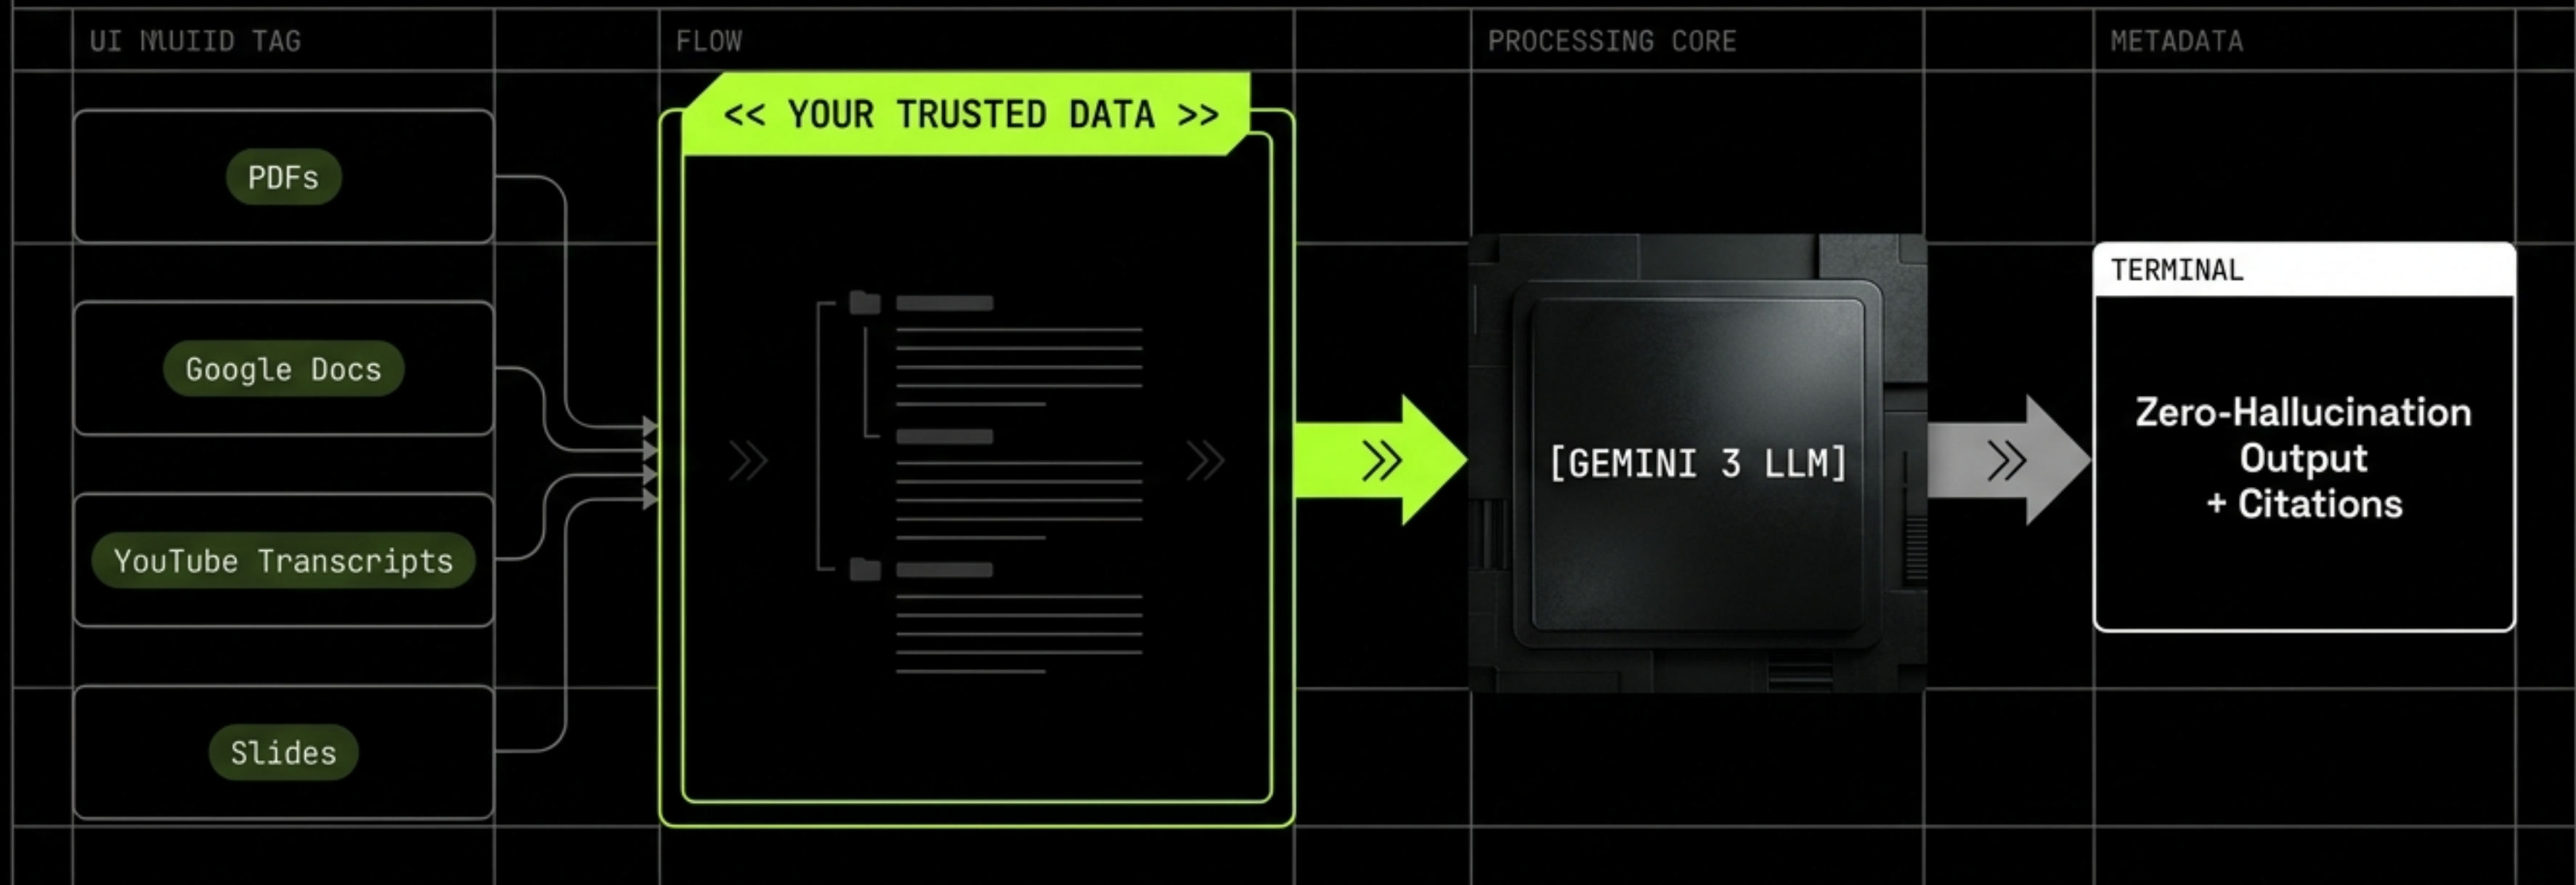 UI TAG
FLOW
PROCESSING CORE
METADATA
<< YOUR TRUSTED DATA >>
PDFs
Google Docs
YouTube Transcripts
Slides
[GEMINI 3 LLM]
TERMINAL
Zero-Hallucination
Output
+ Citations